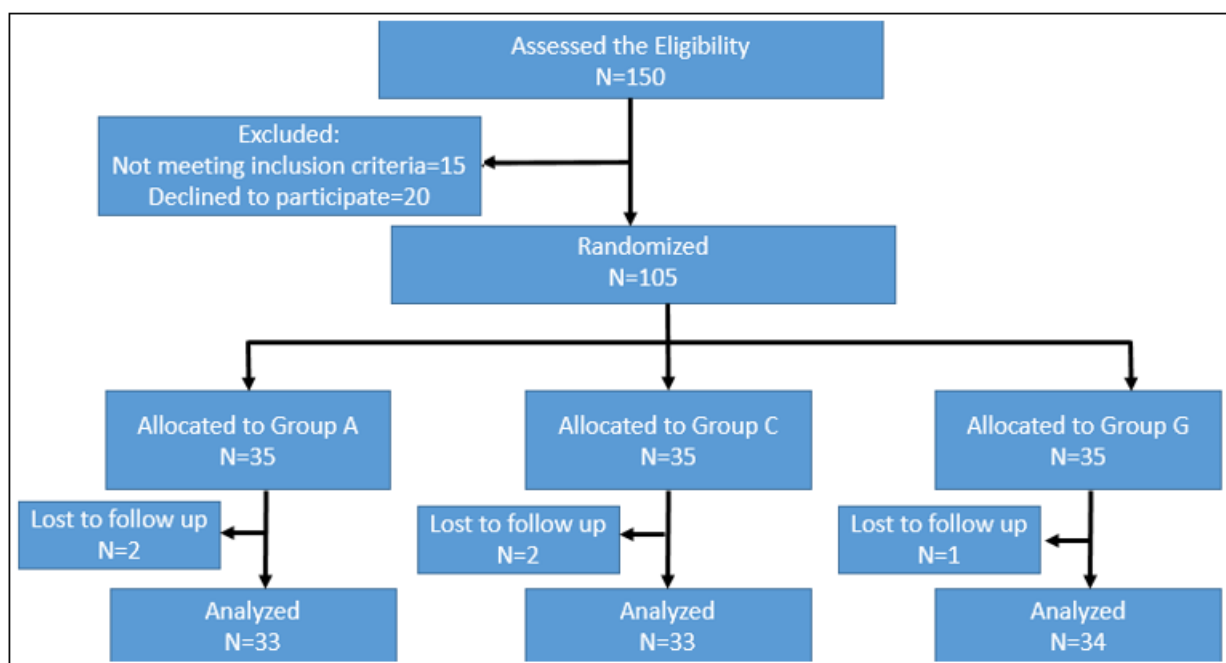 Assessed the Eligibility
N=150
Excluded:
Not meeting inclusion criteria=15
Declined to participate=20
Randomized
N=105
Allocated to Group A
N=35
Allocated to Group C
N=35
Allocated to Group G
N=35
Lost to follow up
N=2
Lost to follow up
N=2
Lost to follow up
N=1
Analyzed
N=33
Analyzed
N=33
Analyzed
N=34